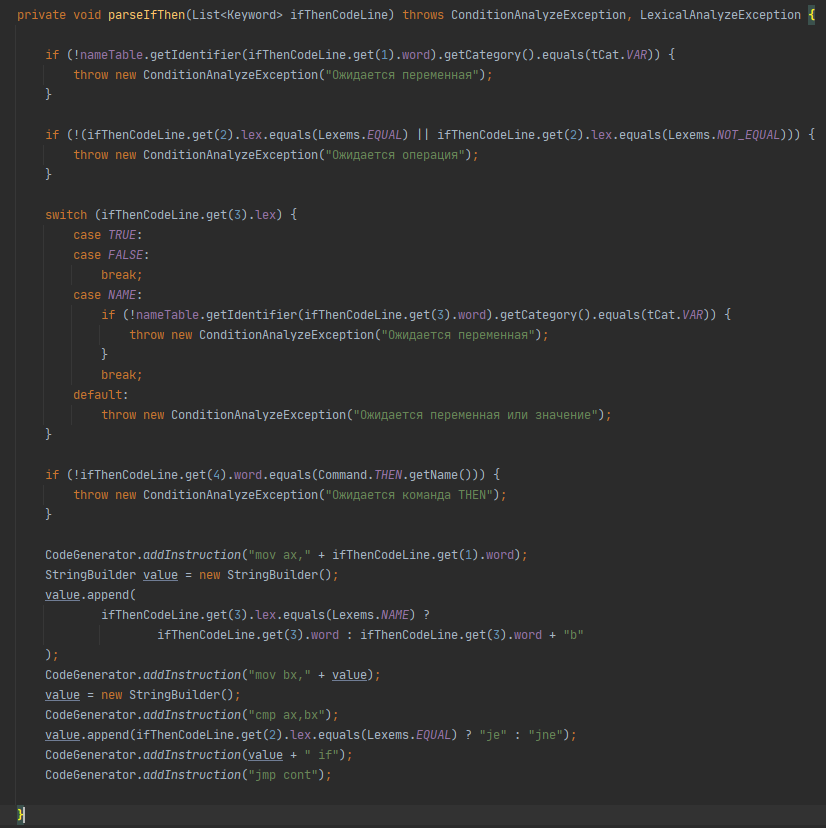 private void parseIfThen(List<Keyword> ifThenCodeLine) throws ConditionAnalyzeException, LexicalAnalyzeException {
if (!nameTable.getIdentifier(ifThenCodeLine.get(1).word).getCategory().equals(tCat.VAR)) {
throw new ConditionAnalyzeException("Ожидается переменная");
}
if (!(ifThenCodeLine.get(2).lex.equals(Lexems.EQUAL) || ifThenCodeLine.get(2).lex.equals(Lexems.NOT_EQUAL))) {
throw new ConditionAnalyzeException("Ожидается операция");
}
switch (ifThenCodeLine.get(3).lex) {
case TRUE:
case FALSE:
break;
case NAME:
if (!nameTable.getIdentifier(ifThenCodeLine.get(3).word).getCategory().equals(tCat.VAR)) {
throw new ConditionAnalyzeException("Ожидается переменная");
}
break;
default:
throw new ConditionAnalyzeException("Ожидается переменная или значение");
}
if (!ifThenCodeLine.get(4).word.equals(Command.THEN.getName())) {
throw new ConditionAnalyzeException("Ожидается команда THEN");
}
CodeGenerator.addInstruction("mov ax," + ifThenCodeLine.get(1).word);
StringBuilder value = new StringBuilder();
value.append(
ifThenCodeLine.get(3).lex.equals(Lexems.NAME) ?
ifThenCodeLine.get(3).word : ifThenCodeLine.get(3).word + "b"
);
CodeGenerator.addInstruction("mov bx," + value);
value = new StringBuilder();
CodeGenerator.addInstruction("cmp ax,bx");
value.append(ifThenCodeLine.get(2).lex.equals(Lexems.EQUAL) ? "je" : "jne");
CodeGenerator.addInstruction(value + " if");
CodeGenerator.addInstruction("jmp cont");
}